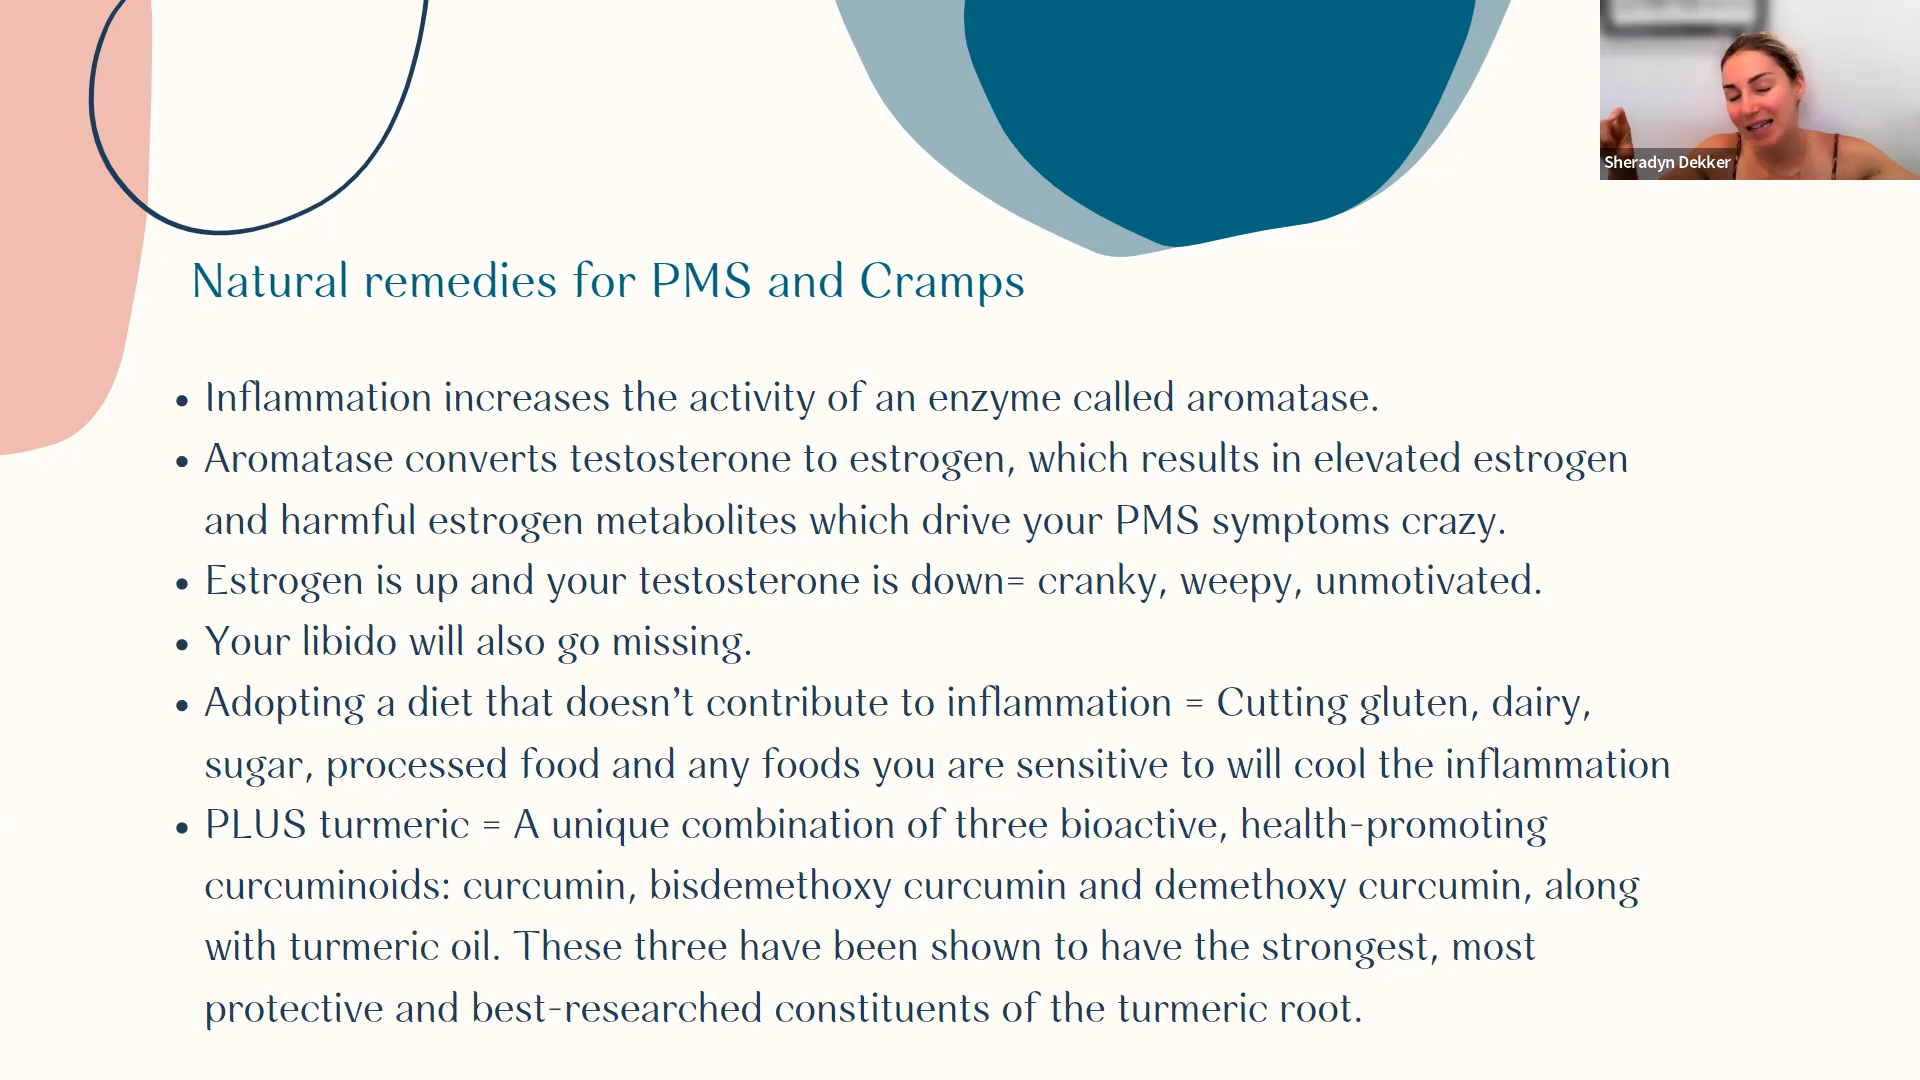 Sheradyn Dekker
Natural remedies for PMS and Cramps
• Inflammation increases the activity of an enzyme called aromatase.
• Aromatase converts testosterone to estrogen, which results in elevated estrogen
and harmful estrogen metabolites which drive your PMS symptoms crazy.
• Estrogen is up and your testosterone is down= cranky, weepy, unmotivated.
• Your libido will also go missing.
• Adopting a diet that doesn’t contribute to inflammation = Cutting gluten, dairy,
sugar, processed food and any foods you are sensitive to will cool the inflammation
• PLUS turmeric = A unique combination of three bioactive, health-promoting
curcuminoids: curcumin, bisdemethoxy curcumin and demethoxy curcumin, along
with turmeric oil. These three have been shown to have the strongest, most
protective and best-researched constituents of the turmeric root.